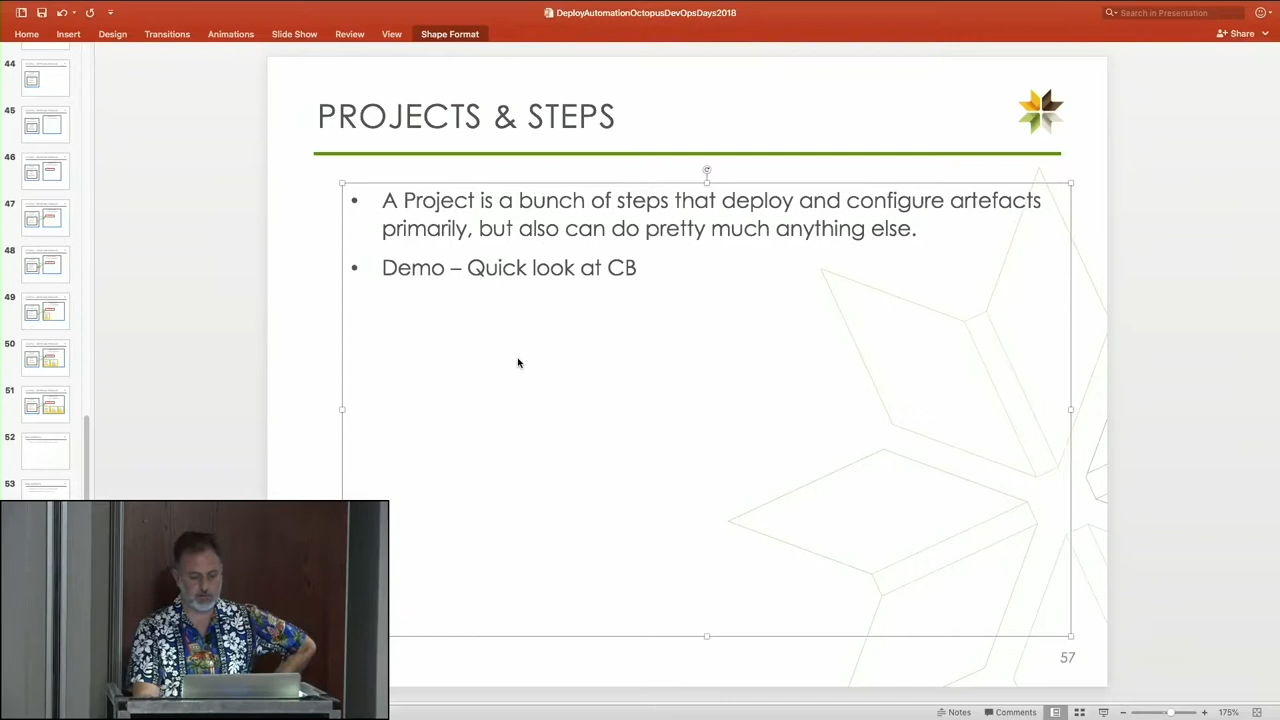 DeployAutomationOctopusDevOpsDays2018
Search in Presentation
Home Insert Design Transitions Animations Slide Show Review View Shape Format
Share
44
45
46
47
48
49
50
51
52
53
PROJECTS & STEPS
• A Project is a bunch of steps that deploy and configure artefacts
primarily, but also can do pretty much anything else.
• Demo – Quick look at CB
57
Notes Comments 175%